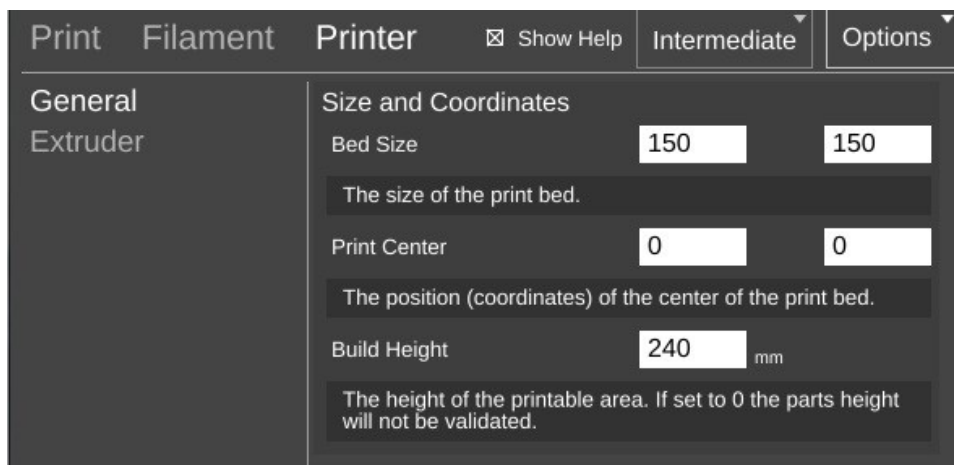 Print Filament Printer Show Help Intermediate Options
General
Extruder
Size and Coordinates
Bed Size 150 150
The size of the print bed.
Print Center 0 0
The position (coordinates) of the center of the print bed.
Build Height 240 mm
The height of the printable area. If set to 0 the parts height
will not be validated.